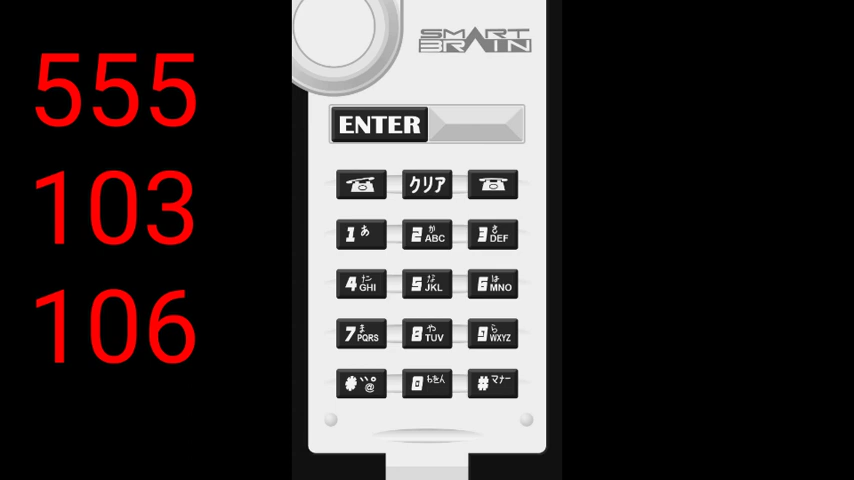 555
103
106
SMART
BRAIN
ENTER
クリア
1 あ
2 か ABC
3 さ DEF
4 た GHI
5 な JKL
6 は MNO
7 ま PQRS
8 や TUV
9 ら WXYZ
* ゛゜ @
0 わをん
# マナー